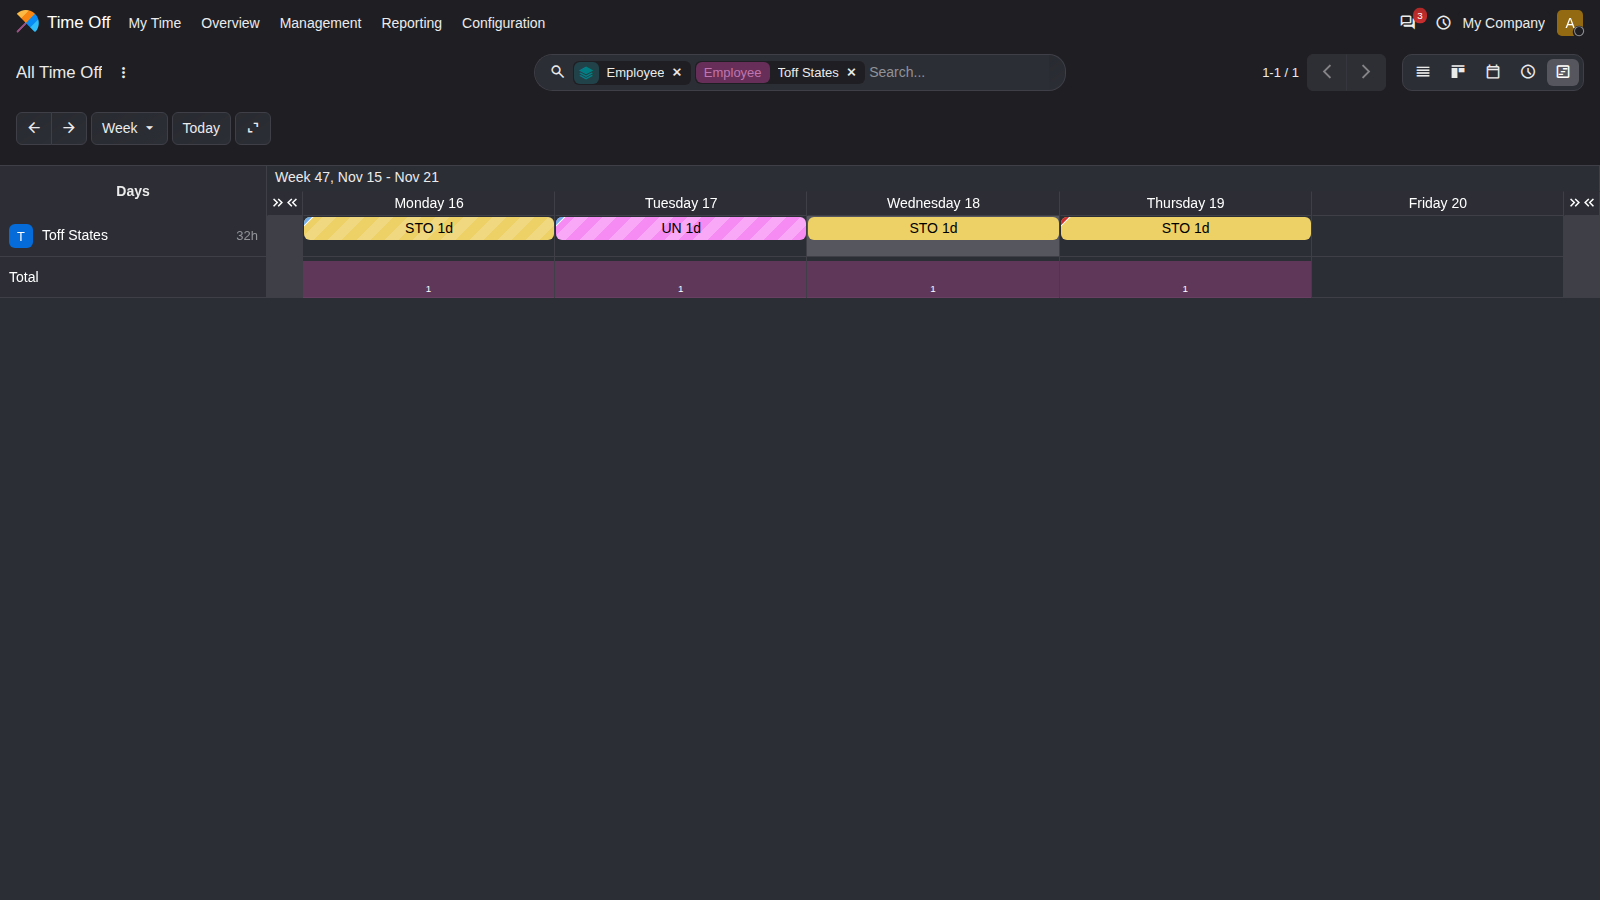 Time Off My Time Overview Management Reporting Configuration 3 My Company A
All Time Off Employee × Employee Toff States × Search... 1-1 / 1
Week Today
Days Week 47, Nov 15 - Nov 21
Monday 16 Tuesday 17 Wednesday 18 Thursday 19 Friday 20
T Toff States 32h STO 1d UN 1d STO 1d STO 1d
Total 1 1 1 1